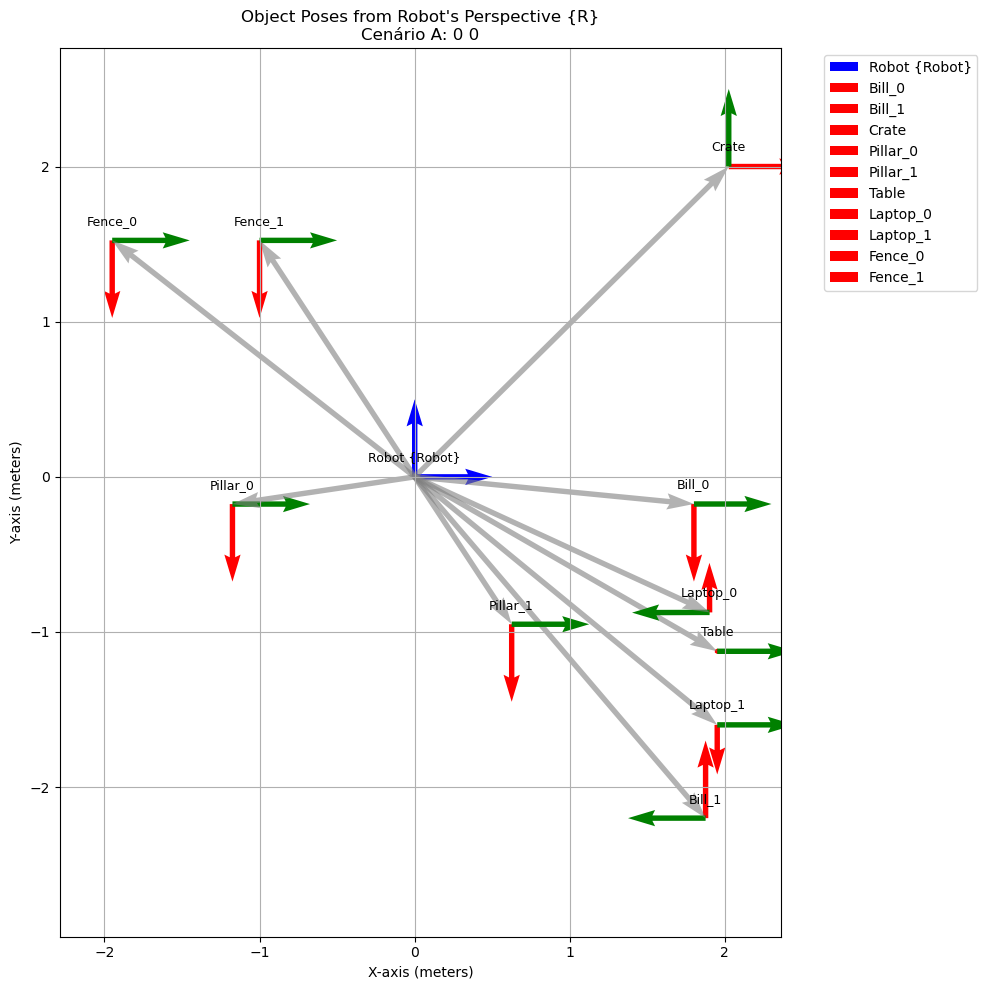 Object Poses from Robot's Perspective {R}
Cenário A: 0 0
Robot {Robot}
Bill_0
Bill_1
Crate
Pillar_0
Pillar_1
Table
Laptop_0
Laptop_1
Fence_0
Fence_1
Crate
Fence_0
Fence_1
Robot {Robot}
Pillar_0
Bill_0
Laptop_0
Pillar_1
Table
Laptop_1
Bill_1
2
1
0
−1
−2
Y-axis (meters)
−2
−1
0
1
2
X-axis (meters)